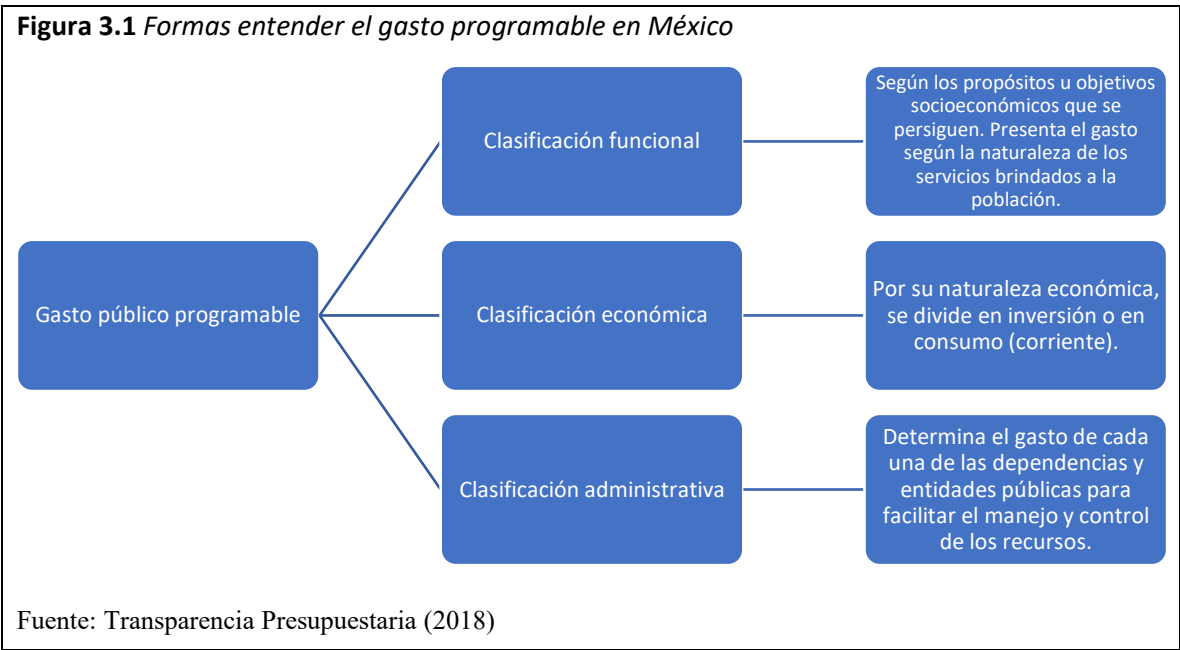 Figura 3.1 Formas entender el gasto programable en México
Gasto público programable
Clasificación funcional
Según los propósitos u objetivos
socioeconómicos que se
persiguen. Presenta el gasto
según la naturaleza de los
servicios brindados a la
población.
Clasificación económica
Por su naturaleza económica,
se divide en inversión o en
consumo (corriente).
Clasificación administrativa
Determina el gasto de cada
una de las dependencias y
entidades públicas para
facilitar el manejo y control
de los recursos.
Fuente: Transparencia Presupuestaria (2018)